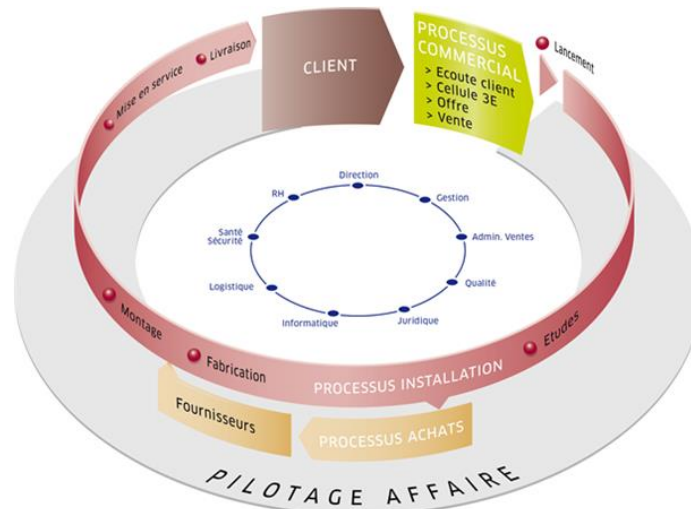 CLIENT
PROCESSUS
COMMERCIAL
> Ecoute client
> Cellule 3E
> Offre
> Vente
Lancement
Livraison
Mise en service
Direction
RH
Gestion
Santé
Sécurité
Admin. Ventes
Logistique
Qualité
Informatique
Juridique
Montage
Fabrication
PROCESSUS INSTALLATION
Etudes
Fournisseurs
PROCESSUS ACHATS
PILOTAGE AFFAIRE